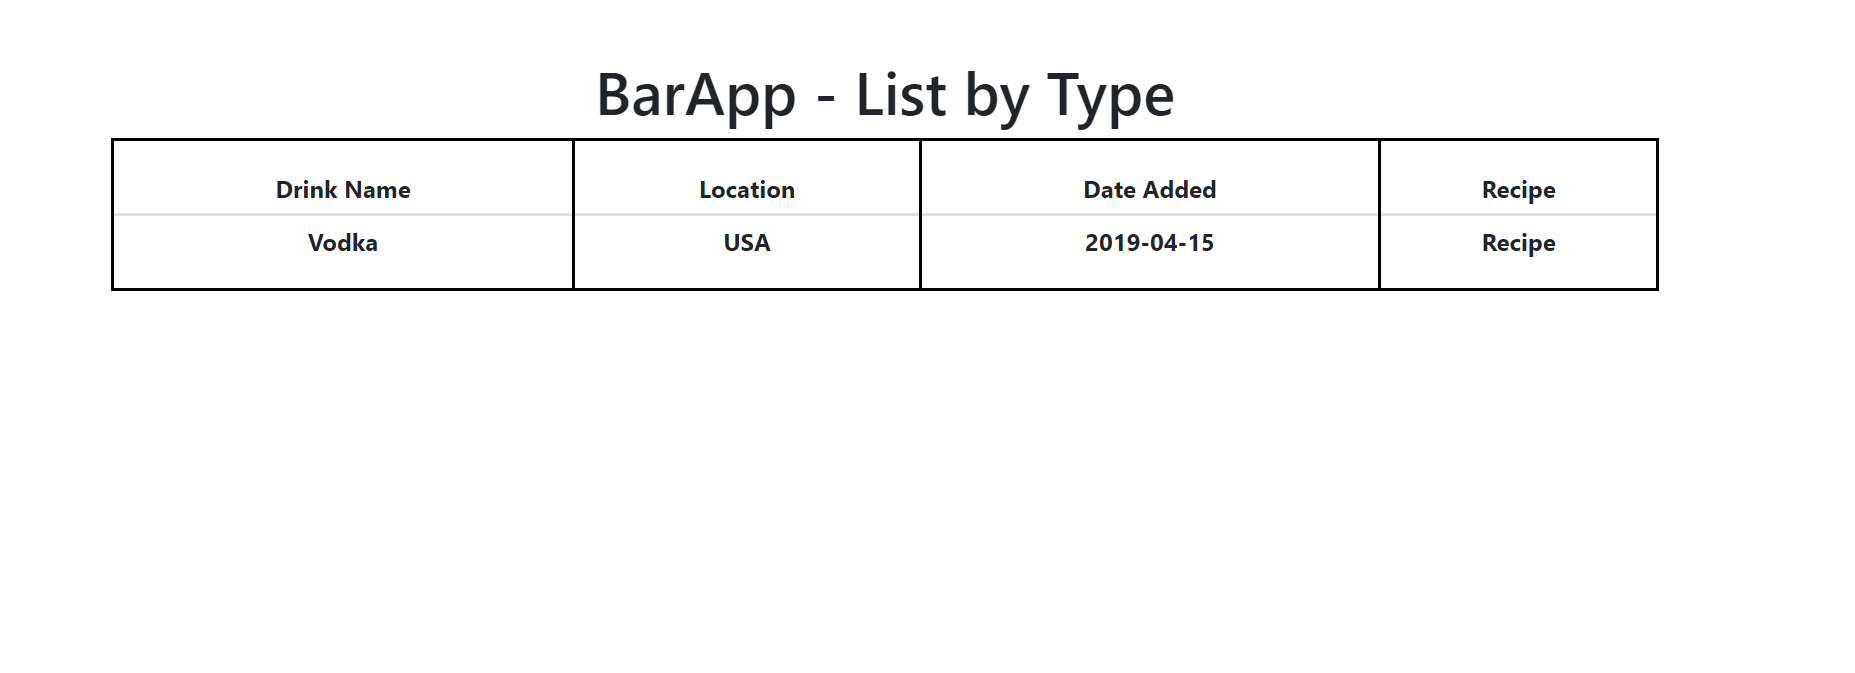 BarApp - List by Type
Drink Name Location Date Added Recipe
Vodka USA 2019-04-15 Recipe